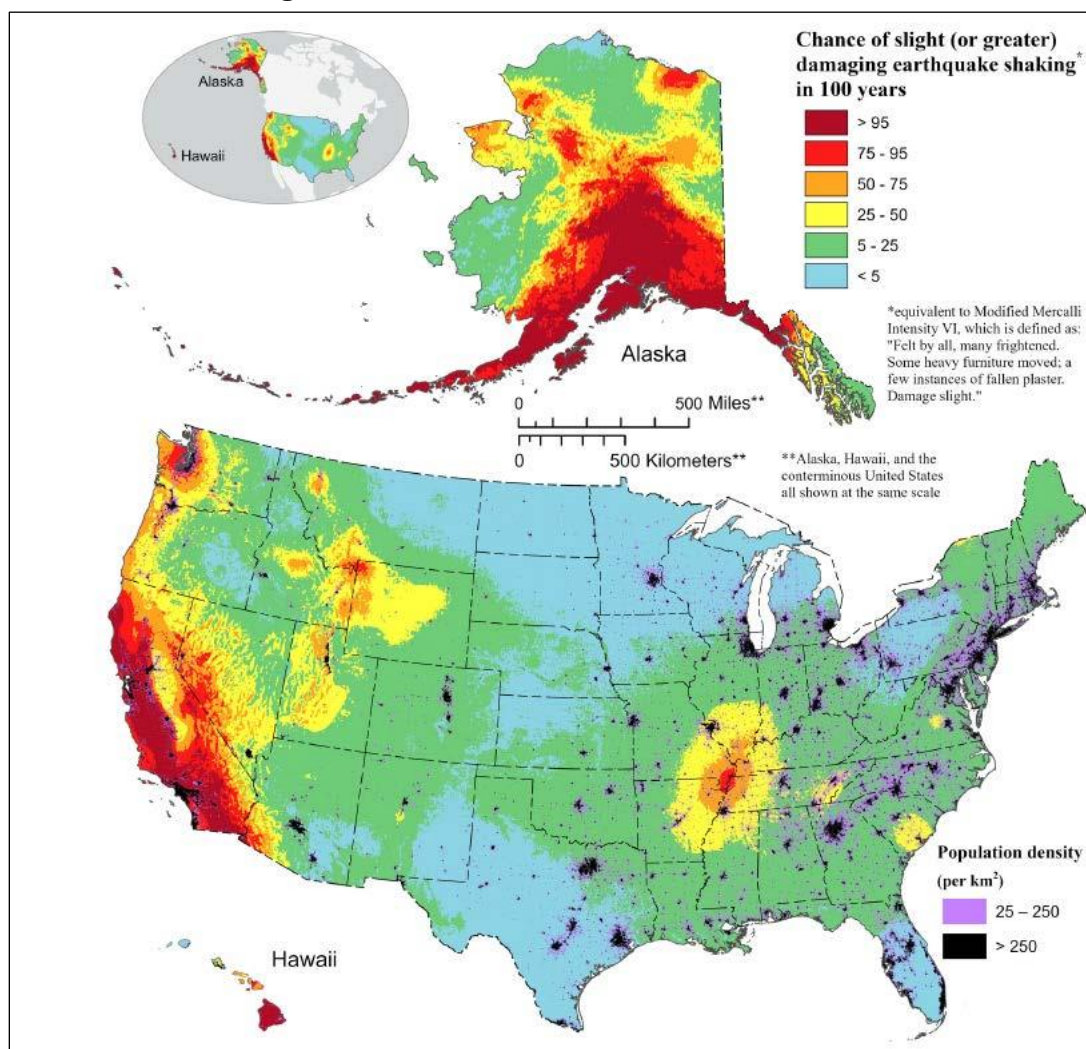 Alaska
Hawaii
Chance of slight (or greater)
damaging earthquake shaking*
in 100 years
> 95
75 - 95
50 - 75
25 - 50
5 - 25
< 5
*equivalent to Modified Mercalli
Intensity VI, which is defined as:
"Felt by all, many frightened.
Some heavy furniture moved; a
few instances of fallen plaster.
Damage slight."
Alaska
0 500 Miles**
0 500 Kilometers**
**Alaska, Hawaii, and the
conterminous United States
all shown at the same scale
Hawaii
Population density
(per km²)
25 – 250
> 250